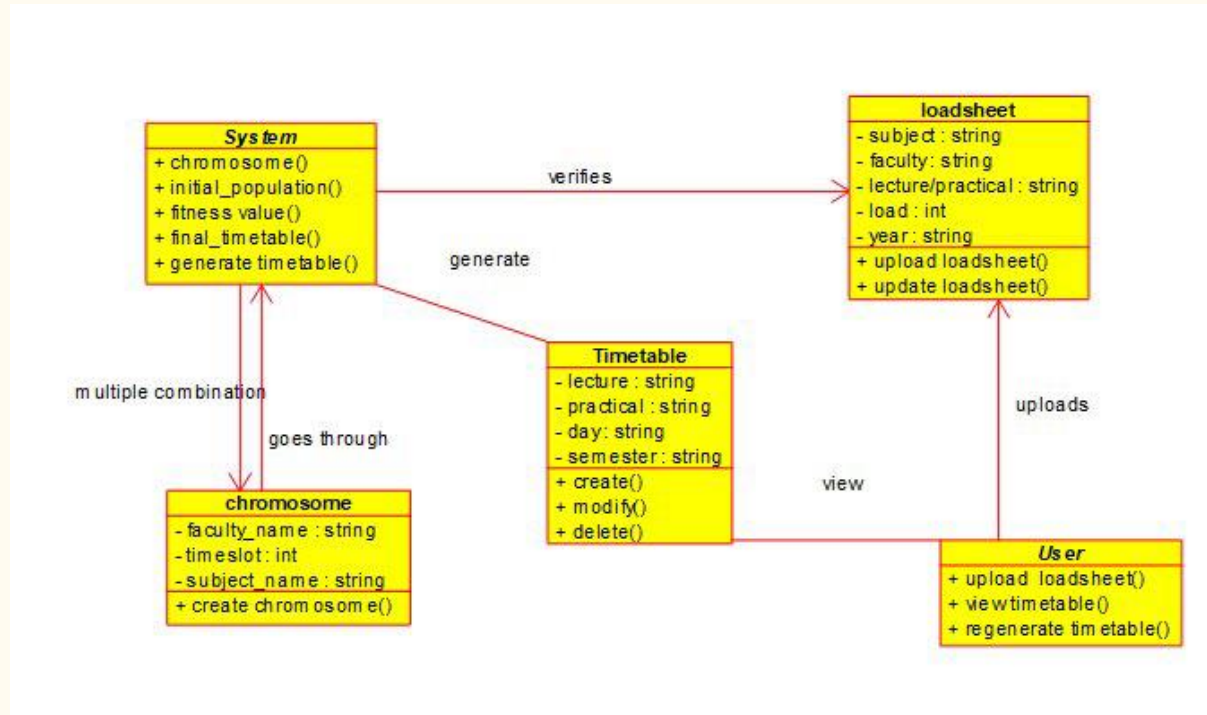 System
+ chromosome()
+ initial_population()
+ fitness value()
+ final_timetable()
+ generate timetable()
verifies
loadsheet
- subject : string
- faculty: string
- lecture/practical : string
- load : int
- year : string
+ upload loadsheet()
+ update loadsheet()
generate
multiple combination
goes through
Timetable
- lecture : string
- practical : string
- day: string
- semester : string
+ create()
+ modify()
+ delete()
uploads
view
chromosome
- faculty_name : string
- timeslot : int
- subject_name : string
+ create chromosome()
User
+ upload loadsheet()
+ view timetable()
+ regenerate timetable()